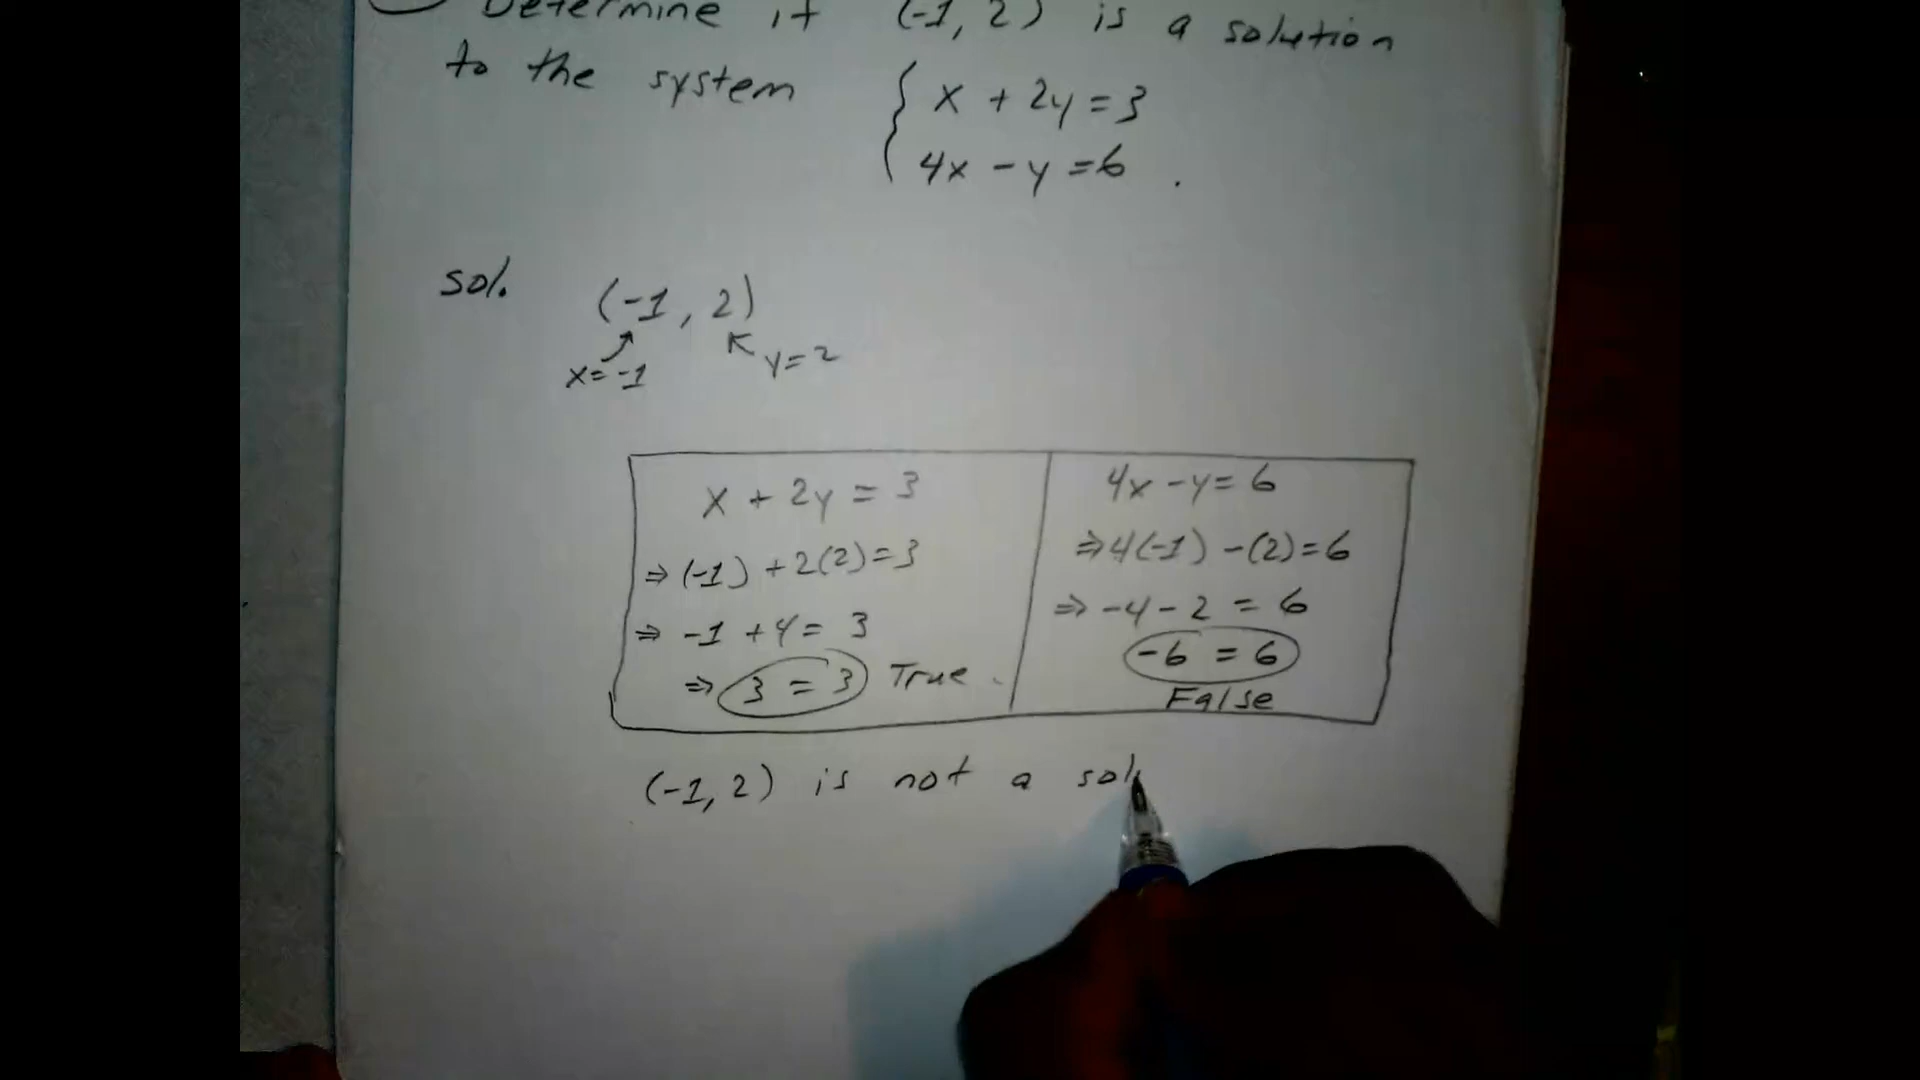 Determine if (-1, 2) is a solution
to the system { x + 2y = 3
4x - y = 6 .
sol. (-1, 2)
x = -1 y = 2
x + 2y = 3
⇒ (-1) + 2(2) = 3
⇒ -1 + 4 = 3
⇒ 3 = 3 True .
4x - y = 6
⇒ 4(-1) - (2) = 6
⇒ -4 - 2 = 6
-6 = 6
False
(-1, 2) is not a sol